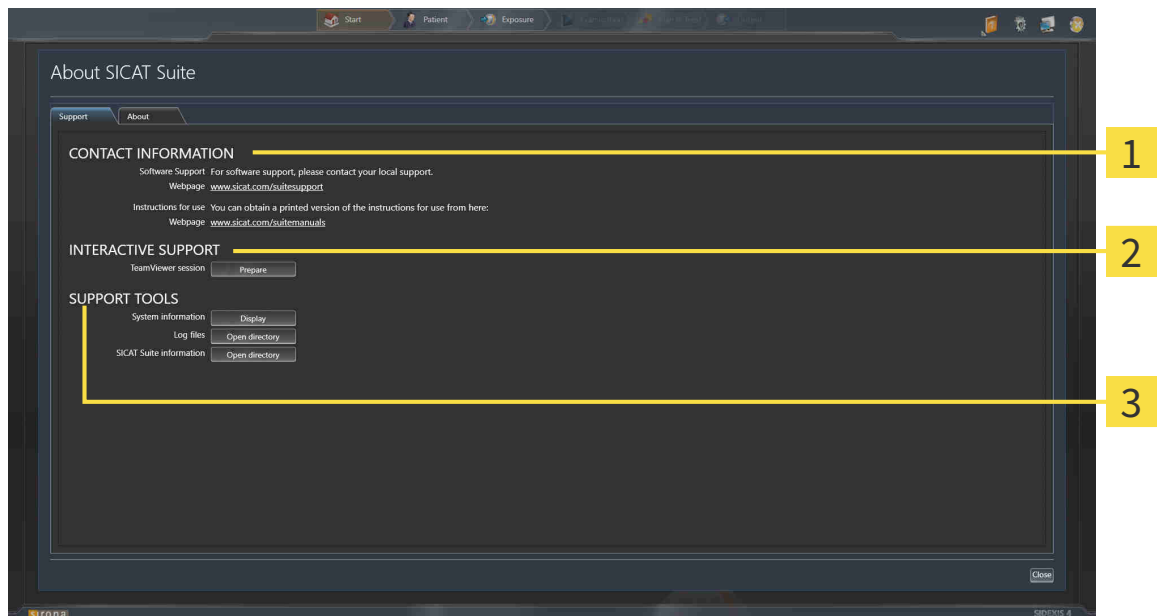 Start
Patient
Exposure
About SICAT Suite
Support
About
CONTACT INFORMATION
Software Support For software support, please contact your local support.
Webpage www.sicat.com/suitesupport
Instructions for use You can obtain a printed version of the instructions for use from here:
Webpage www.sicat.com/suitemanuals
INTERACTIVE SUPPORT
TeamViewer session Prepare
SUPPORT TOOLS
System information Display
Log files Open directory
SICAT Suite information Open directory
Close
sirona
SIDEXIS 4
1
2
3